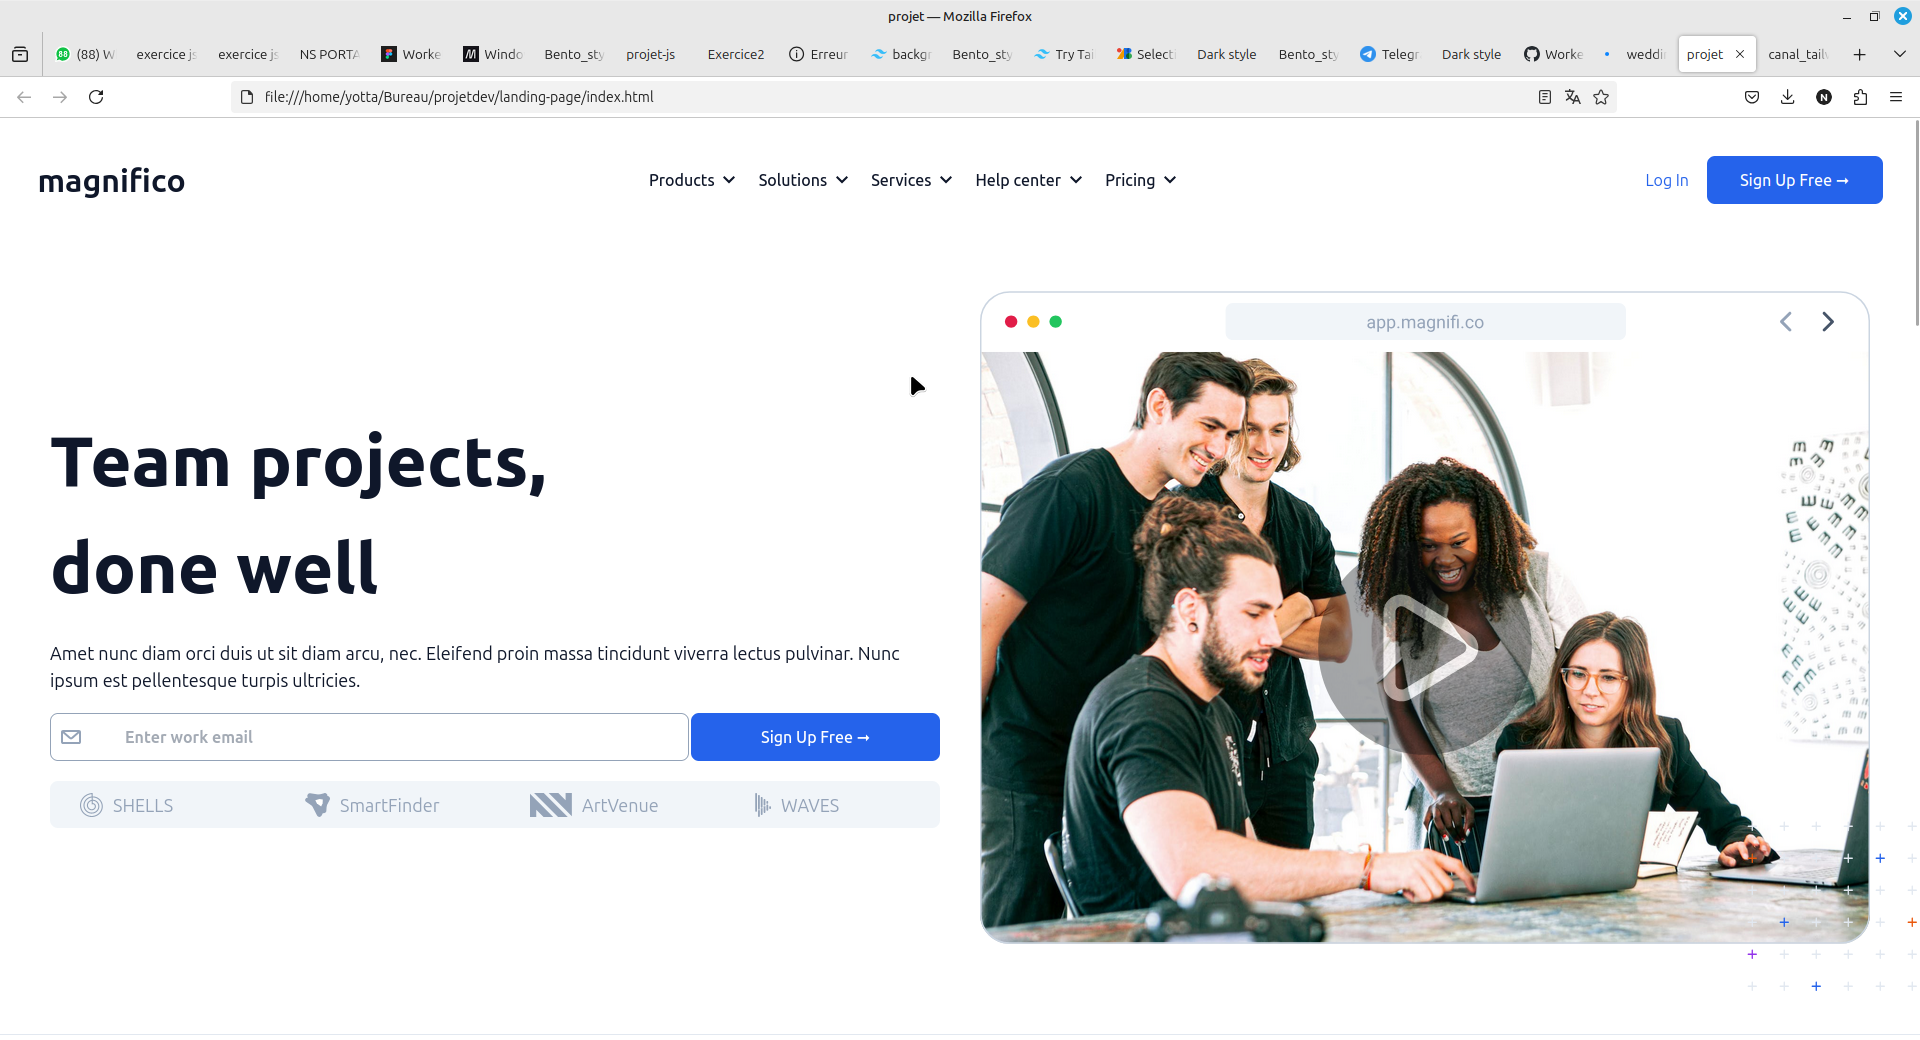 projet — Mozilla Firefox
(88) W exercice js exercice js NS PORTA Worke Windo Bento_sty projet-js Exercice2 Erreur backgr Bento_sty Try Tai Select Dark style Bento_sty Telegr Dark style Worke weddi projet canal_tailw
file:///home/yotta/Bureau/projetdev/landing-page/index.html
magnifico
Products Solutions Services Help center Pricing
Log In
Sign Up Free →
app.magnifi.co
Team projects,
done well
Amet nunc diam orci duis ut sit diam arcu, nec. Eleifend proin massa tincidunt viverra lectus pulvinar. Nunc
ipsum est pellentesque turpis ultricies.
Enter work email
Sign Up Free →
SHELLS SmartFinder ArtVenue WAVES